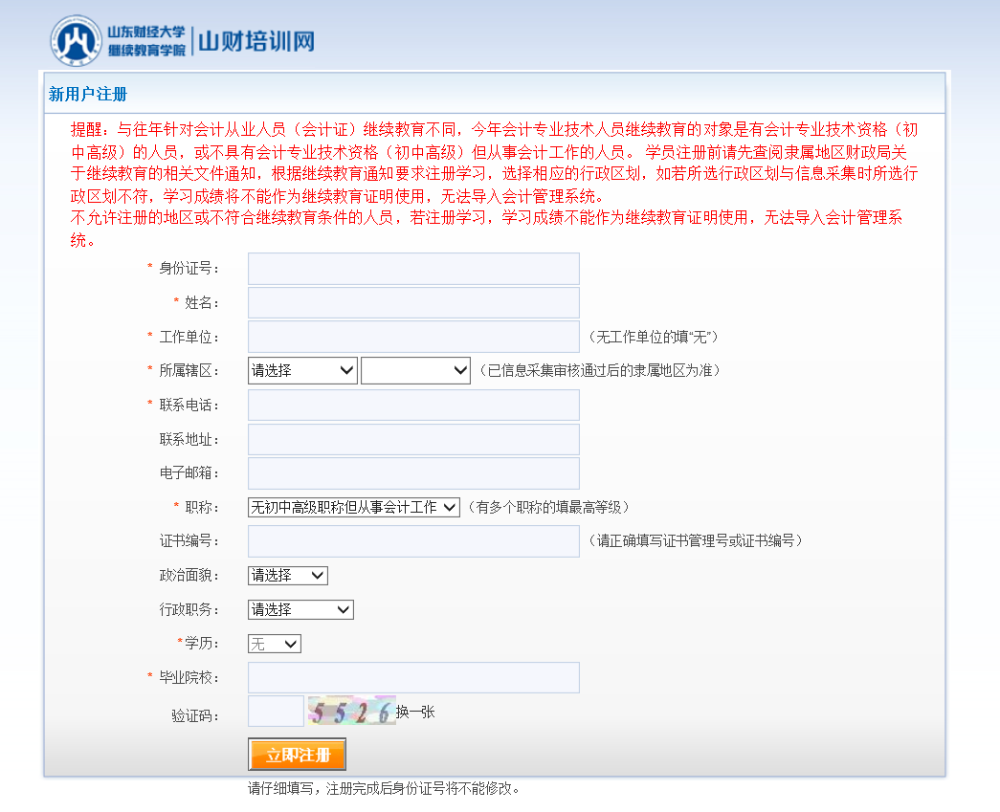 山东财经大学
继续教育学院
山财培训网
新用户注册
提醒：与往年针对会计从业人员（会计证）继续教育不同，今年会计专业技术人员继续教育的对象是有会计专业技术资格（初
中高级）的人员，或不具有会计专业技术资格（初中高级）但从事会计工作的人员。 学员注册前请先查阅隶属地区财政局关
于继续教育的相关文件通知，根据继续教育通知要求注册学习，选择相应的行政区划，如若所选行政区划与信息采集时所选行
政区划不符，学习成绩将不能作为继续教育证明使用，无法导入会计管理系统。
不允许注册的地区或不符合继续教育条件的人员，若注册学习，学习成绩不能作为继续教育证明使用，无法导入会计管理系
统。
* 身份证号：
* 姓名：
* 工作单位： （无工作单位的填“无”）
* 所属辖区： 请选择 （已信息采集审核通过后的隶属地区为准）
* 联系电话：
联系地址：
电子邮箱：
* 职称： 无初中高级职称但从事会计工作 （有多个职称的填最高等级）
证书编号： （请正确填写证书管理号或证书编号）
政治面貌： 请选择
行政职务： 请选择
*学历： 无
* 毕业院校：
验证码： 5526 换一张
立即注册
请仔细填写，注册完成后身份证号将不能修改。